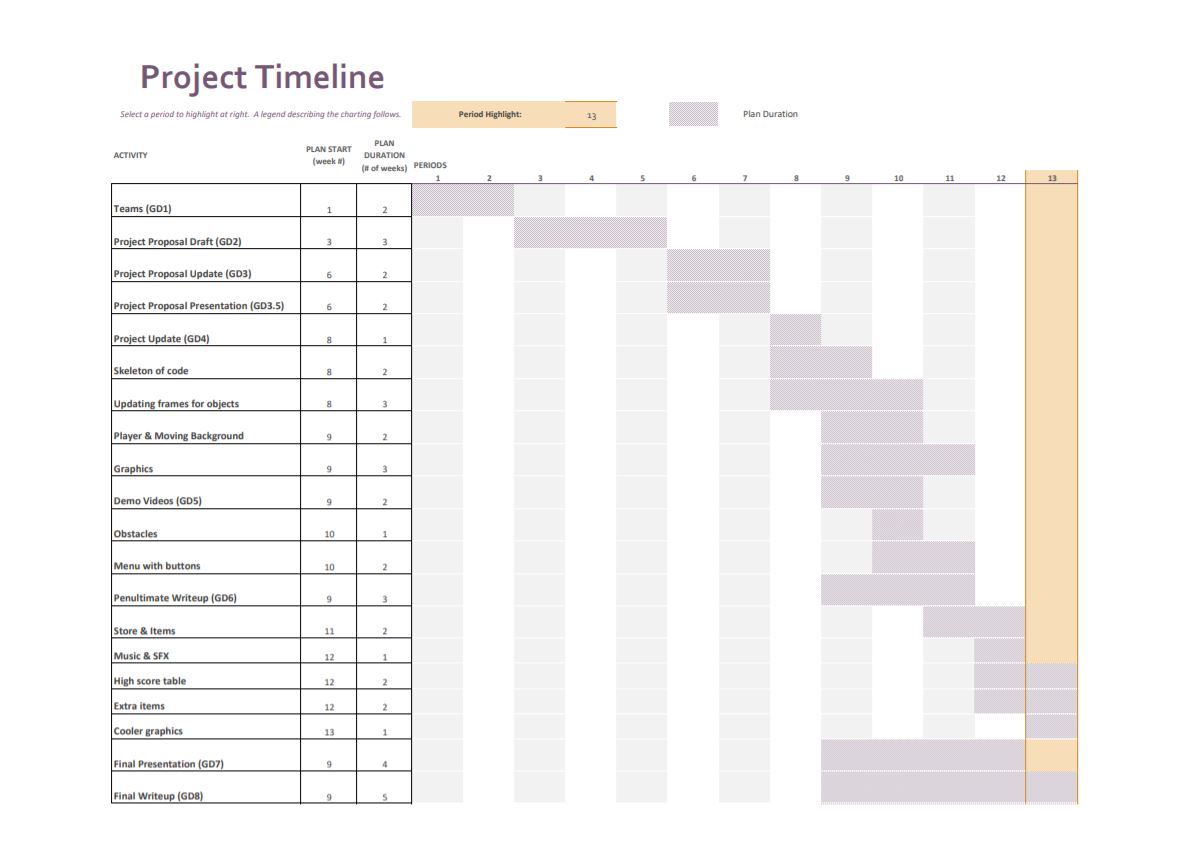 Project Timeline
Select a period to highlight at right. A legend describing the charting follows.
Period Highlight: 13
Plan Duration
ACTIVITY PLAN START (week #) PLAN DURATION (# of weeks) PERIODS
1 2 3 4 5 6 7 8 9 10 11 12 13
Teams (GD1) 1 2
Project Proposal Draft (GD2) 3 3
Project Proposal Update (GD3) 6 2
Project Proposal Presentation (GD3.5) 6 2
Project Update (GD4) 8 1
Skeleton of code 8 2
Updating frames for objects 8 3
Player & Moving Background 9 2
Graphics 9 3
Demo Videos (GD5) 9 2
Obstacles 10 1
Menu with buttons 10 2
Penultimate Writeup (GD6) 9 3
Store & Items 11 2
Music & SFX 12 1
High score table 12 2
Extra items 12 2
Cooler graphics 13 1
Final Presentation (GD7) 9 4
Final Writeup (GD8) 9 5